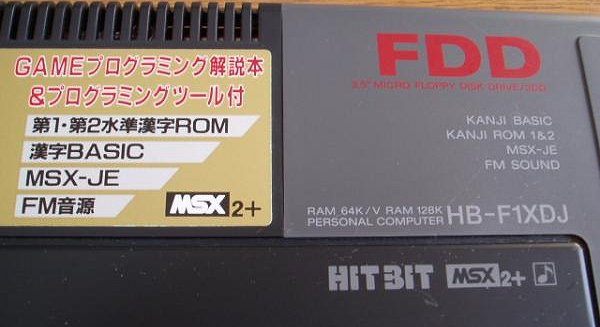 GAMEプログラミング解説本
&プログラミングツール付
第1・第2水準漢字ROM
漢字BASIC
MSX-JE
FM音源
MSX 2+
FDD
3.5" MICRO FLOPPY DISK DRIVE/2DD
KANJI BASIC
KANJI ROM 1&2
MSX-JE
FM SOUND
RAM 64K/V RAM 128K
PERSONAL COMPUTER HB-F1XDJ
HIT BIT MSX 2+